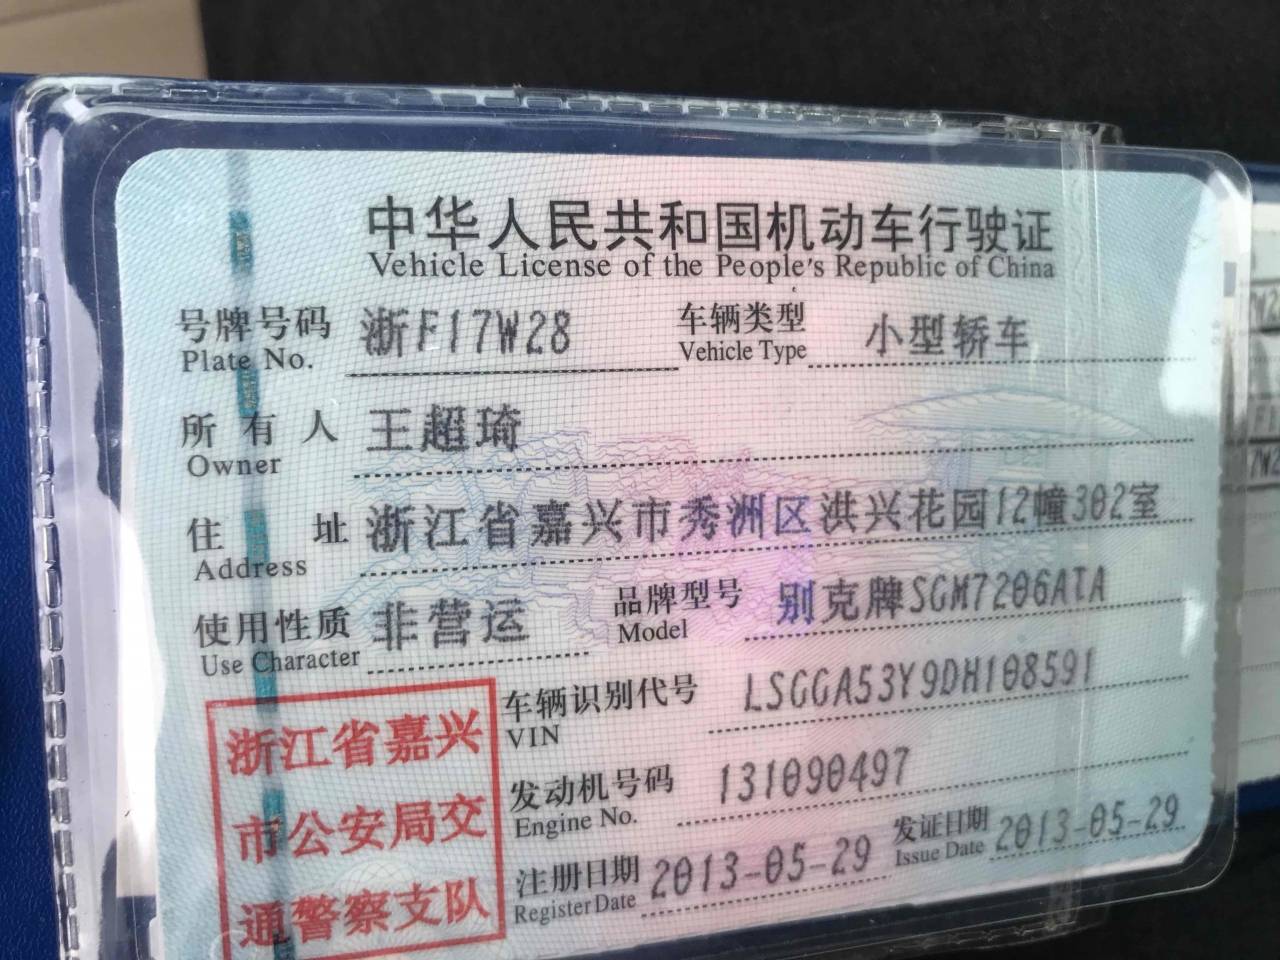 中华人民共和国机动车行驶证
Vehicle License of the People's Republic of China
号牌号码 浙F17W28 车辆类型 小型轿车
Plate No. Vehicle Type
所有人 王超琦
Owner
住址 浙江省嘉兴市秀洲区洪兴花园12幢302室
Address
使用性质 非营运 品牌型号 别克牌SGM7206ATA
Use Character Model
车辆识别代号 LSGGA53Y9DH108591
VIN
发动机号码 131090497
Engine No.
注册日期 2013-05-29 发证日期 2013-05-29
Register Date Issue Date
浙江省嘉兴
市公安局交
通警察支队